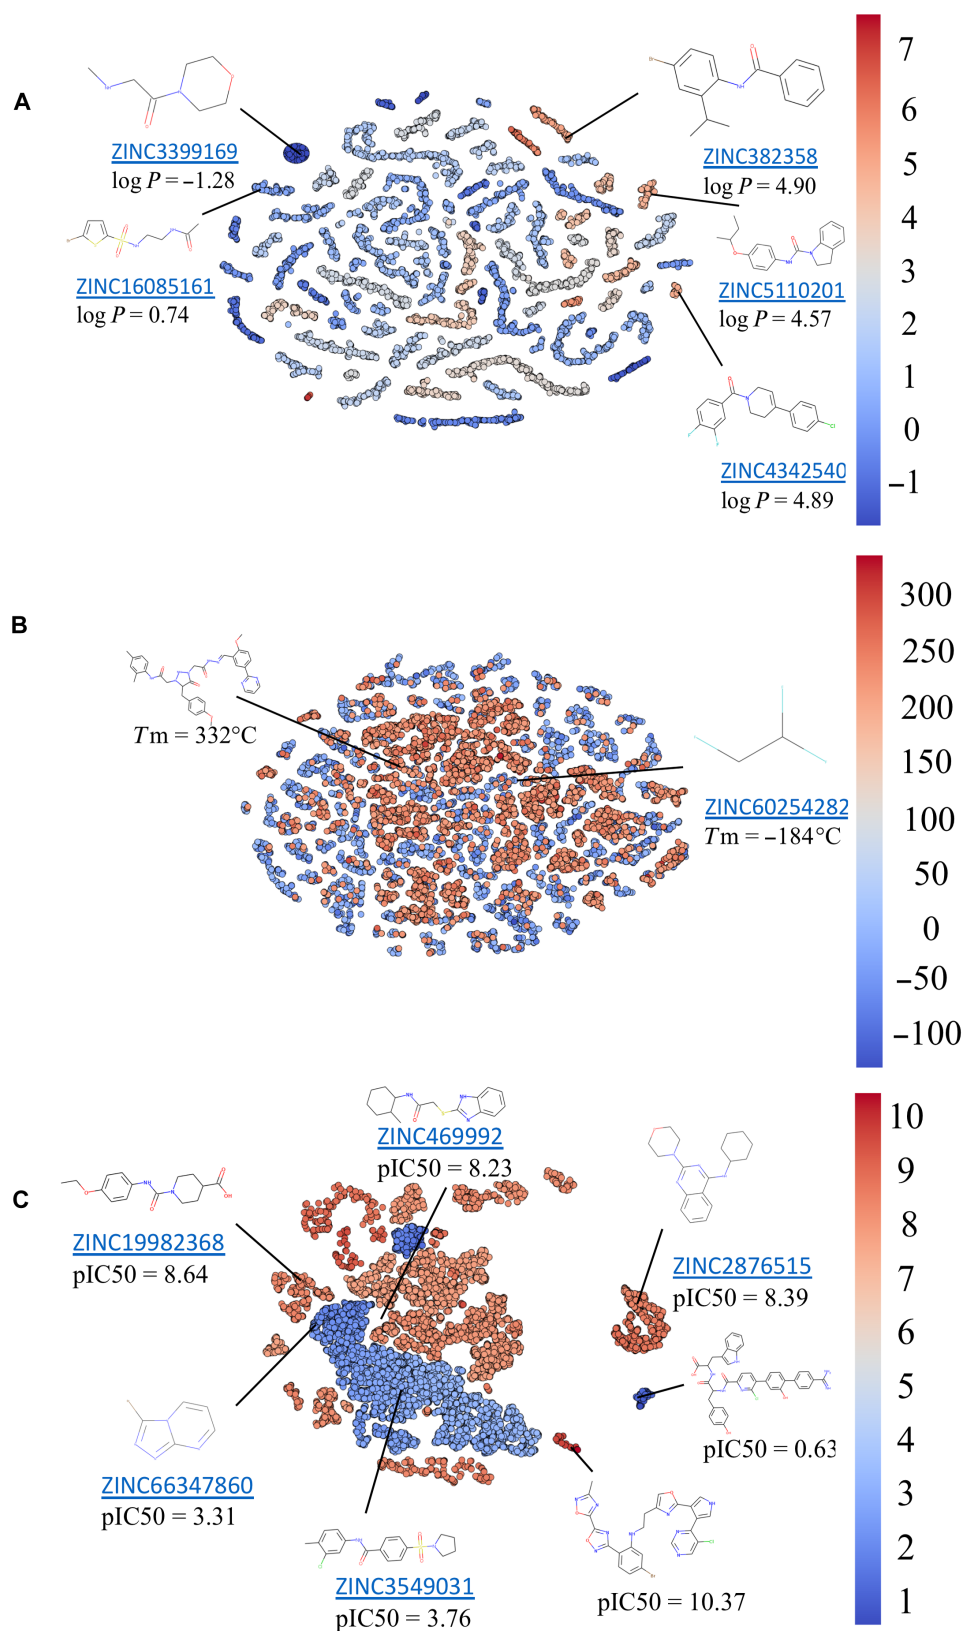 A
ZINC3399169
log P = –1.28
ZINC16085161
log P = 0.74
ZINC382358
log P = 4.90
ZINC5110201
log P = 4.57
ZINC4342540
log P = 4.89
7
6
5
4
3
2
1
0
–1
B
Tm = 332°C
ZINC60254282
Tm = –184°C
300
250
200
150
100
50
0
–50
–100
C
ZINC469992
pIC50 = 8.23
ZINC19982368
pIC50 = 8.64
ZINC2876515
pIC50 = 8.39
pIC50 = 0.63
ZINC66347860
pIC50 = 3.31
ZINC3549031
pIC50 = 3.76
pIC50 = 10.37
10
9
8
7
6
5
4
3
2
1